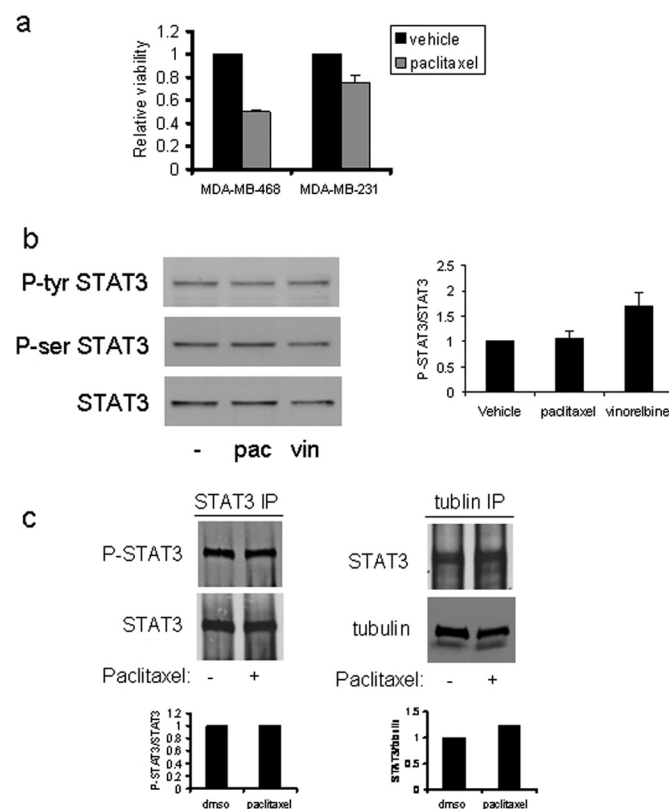 a
vehicle
paclitaxel
Relative viability
1.2
1
0.8
0.6
0.4
0.2
0
MDA-MB-468 MDA-MB-231
b
P-tyr STAT3
P-ser STAT3
STAT3
- pac vin
P-STAT3/STAT3
2.5
2
1.5
1
0.5
0
Vehicle paclitaxel vinorelbine
c
STAT3 IP
P-STAT3
STAT3
Paclitaxel: - +
P-STAT3/STAT3
1.2
1
0.8
0.6
0.4
0.2
0
dmso paclitaxel
tublin IP
STAT3
tubulin
Paclitaxel: - +
STAT3/tubulin
1.5
1
0.5
0
dmso paclitaxel